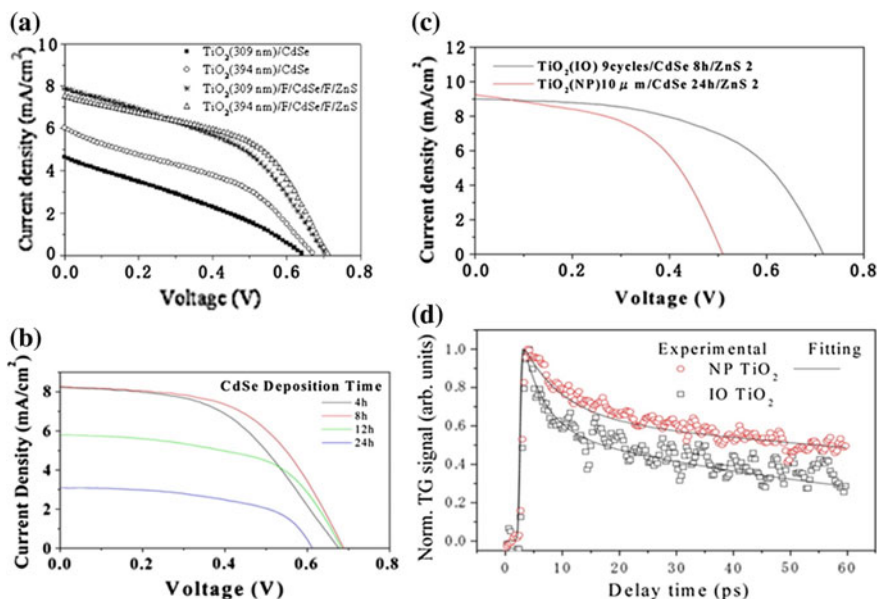 (a)
10
8
6
4
2
0
0.0
0.2
0.4
0.6
0.8
Current density (mA/cm²)
Voltage (V)
TiO₂(309 nm)/CdSe
TiO₂(394 nm)/CdSe
TiO₂(309 nm)/F/CdSe/F/ZnS
TiO₂(394 nm)/F/CdSe/F/ZnS
(c)
12
10
8
6
4
2
0
0.0
0.2
0.4
0.6
0.8
Current density (mA/cm²)
Voltage (V)
TiO₂(IO) 9cycles/CdSe 8h/ZnS 2
TiO₂(NP)10 μ m/CdSe 24h/ZnS 2
(b)
10
8
6
4
2
0
0.0
0.2
0.4
0.6
0.8
Current Density (mA/cm²)
Voltage (V)
CdSe Deposition Time
4h
8h
12h
24h
(d)
1.0
0.8
0.6
0.4
0.2
0.0
0
10
20
30
40
50
60
Norm. TG signal (arb. units)
Delay time (ps)
Experimental Fitting
NP TiO₂
IO TiO₂